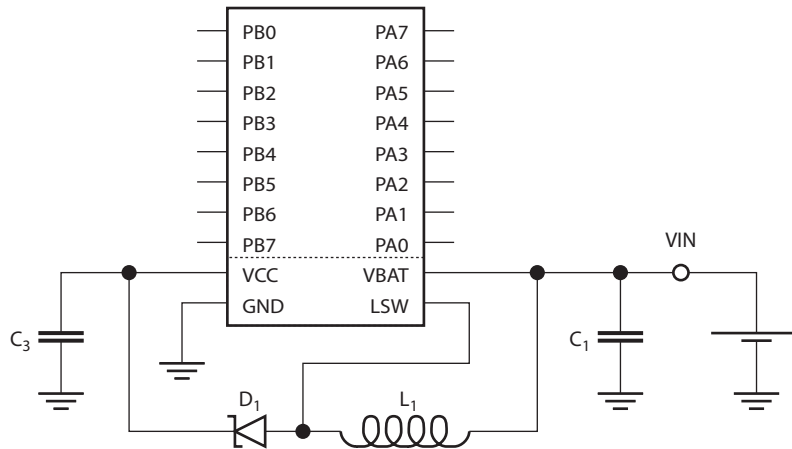 PB0 PA7
PB1 PA6
PB2 PA5
PB3 PA4
PB4 PA3
PB5 PA2
PB6 PA1
PB7 PA0
VIN
VCC VBAT
GND LSW
C3 C1
D1 L1